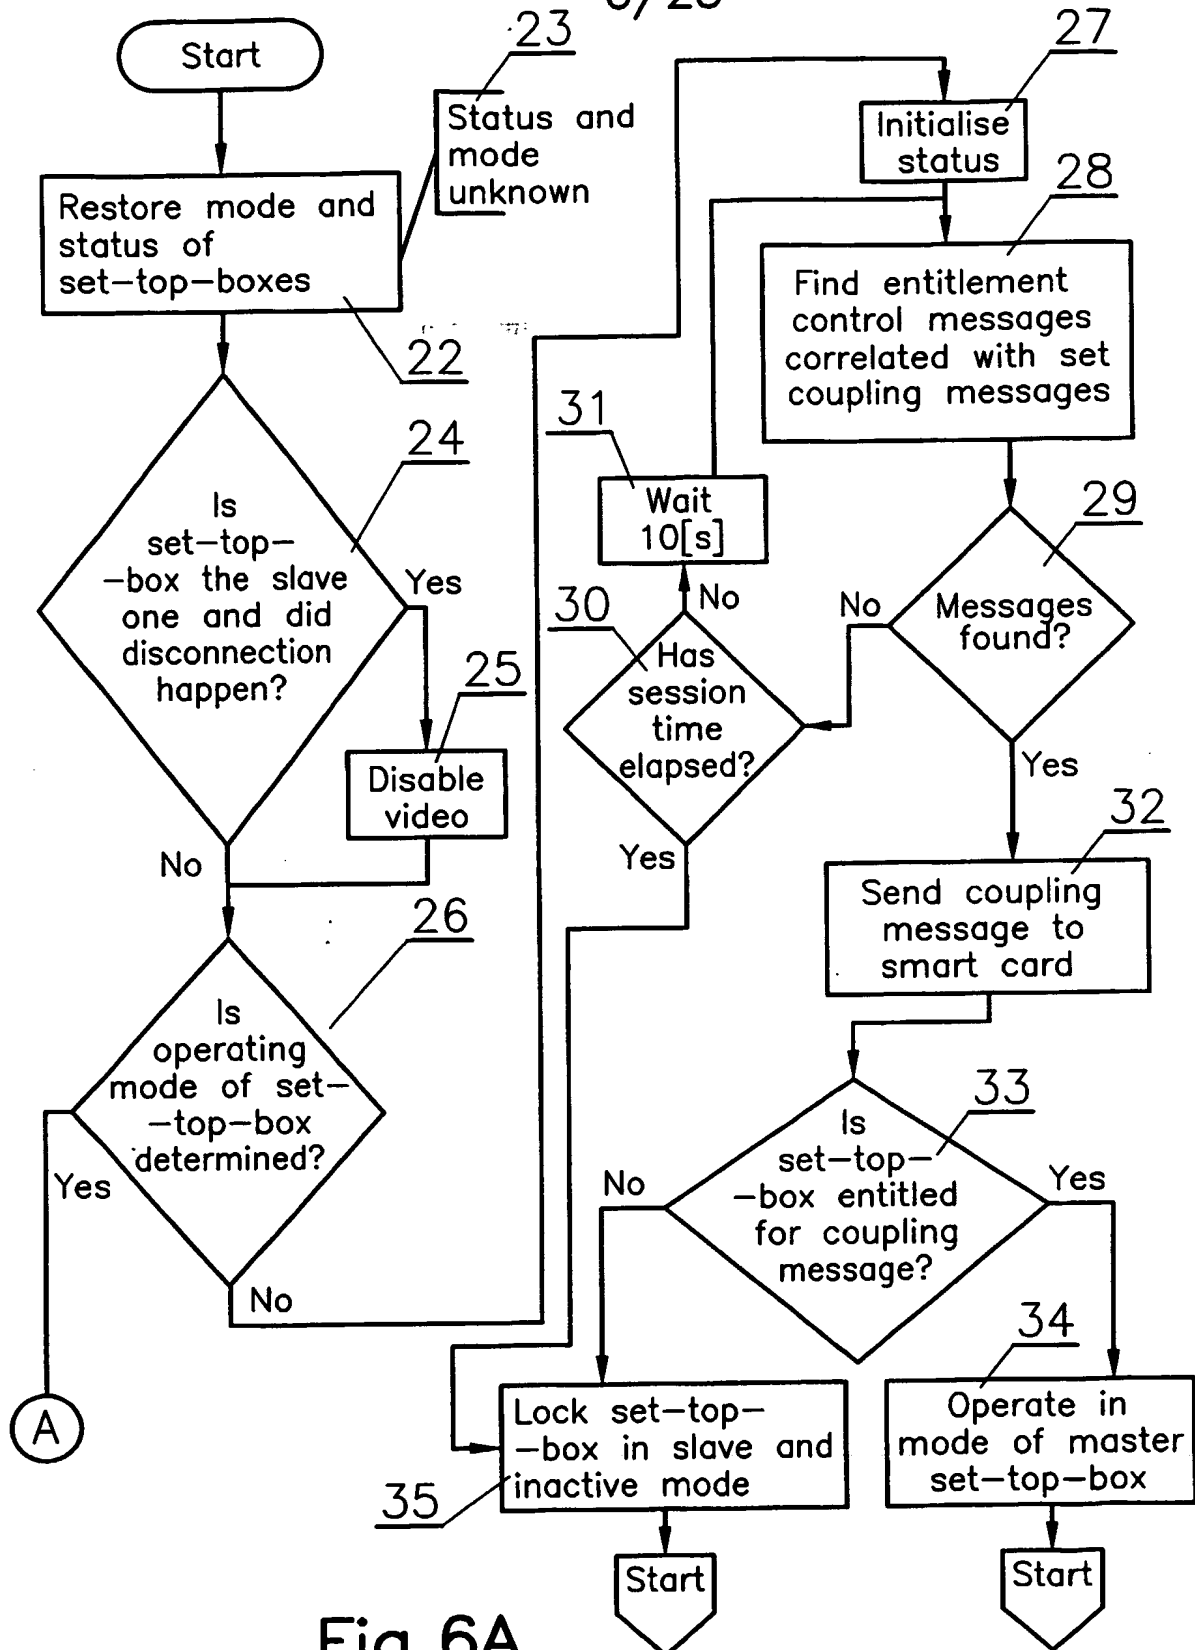 Start
23
Status and
mode
unknown
Restore mode and
status of
set-top-boxes
22
24
Is
set-top-
-box the slave
one and did
disconnection
happen?
Yes
25
Disable
video
No
26
Is
operating
mode of set-
-top-box
determined?
Yes
No
A
27
Initialise
status
28
Find entitlement
control messages
correlated with set
coupling messages
31
Wait
10[s]
29
Messages
found?
No
30
No
Has
session
time
elapsed?
Yes
Yes
32
Send coupling
message to
smart card
33
Is
set-top-
-box entitled
for coupling
message?
No
Yes
34
Lock set-top-
-box in slave and
inactive mode
35
Operate in
mode of master
set-top-box
Start
Start
Fig 6A